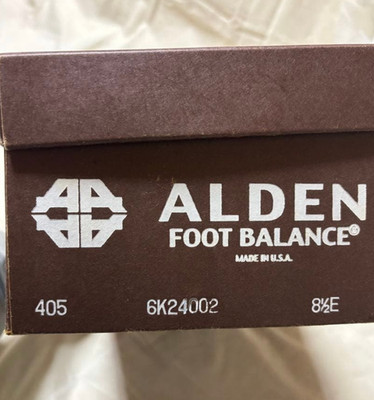 ALDEN
FOOT BALANCE®
MADE IN U.S.A.
405 6K24002 8½E